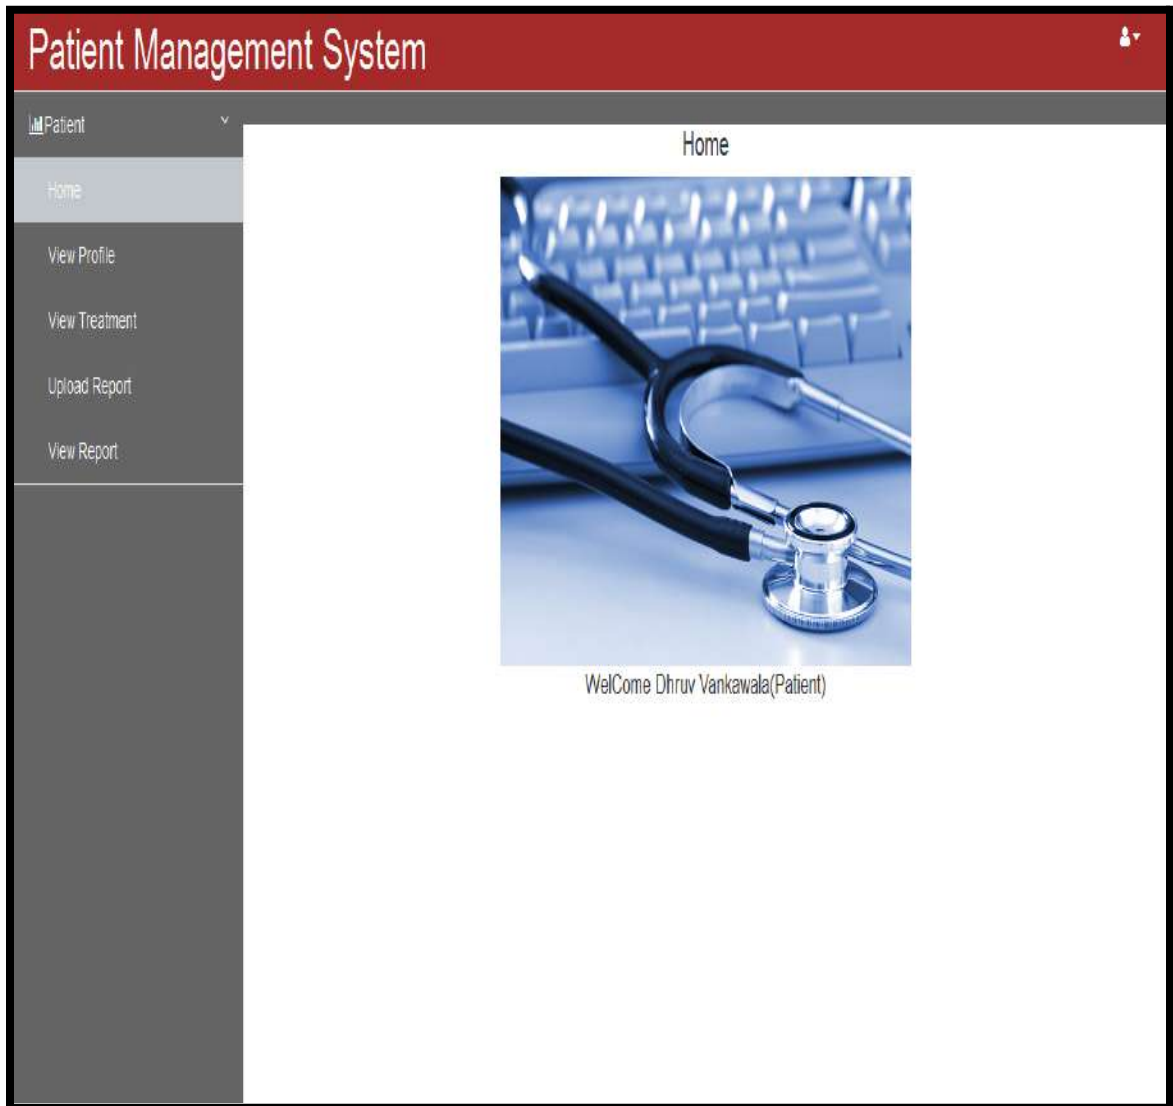 Patient Management System
Patient
Home
View Profile
View Treatment
Upload Report
View Report
Home
WelCome Dhruv Vankawala(Patient)